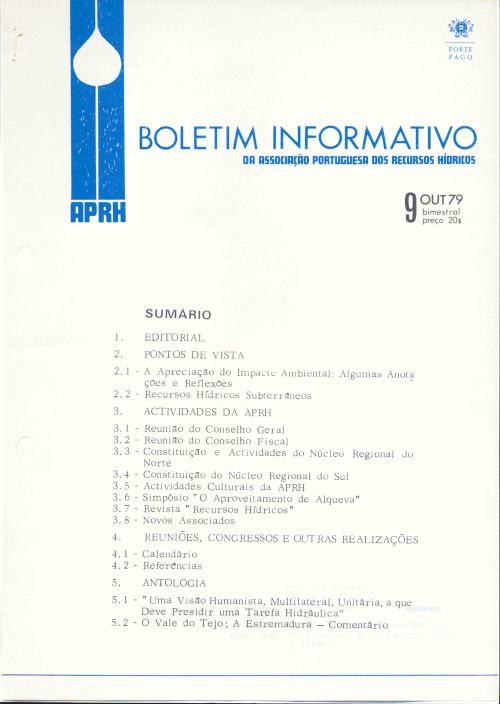 PORTE
PAGO
BOLETIM INFORMATIVO
DA ASSOCIAÇÃO PORTUGUESA DOS RECURSOS HÍDRICOS
APRH
9 OUT 79
bimestral
preço 20$
SUMÁRIO
1. EDITORIAL
2. PONTOS DE VISTA
2.1 - A Apreciação do Impacte Ambiental: Algumas Anota
ções e Reflexões
2.2 - Recursos Hídricos Subterrâneos
3. ACTIVIDADES DA APRH
3.1 - Reunião do Conselho Geral
3.2 - Reunião do Conselho Fiscal
3.3 - Constituição e Actividades do Núcleo Regional do
Norte
3.4 - Constituição do Núcleo Regional do Sul
3.5 - Actividades Culturais da APRH
3.6 - Simpósio "O Aproveitamento de Alqueva"
3.7 - Revista "Recursos Hídricos"
3.8 - Novos Associados
4. REUNIÕES, CONGRESSOS E OUTRAS REALIZAÇÕES
4.1 - Calendário
4.2 - Referências
5. ANTOLOGIA
5.1 - "Uma Visão Humanista, Multilateral, Unitária, a que
Deve Presidir uma Tarefa Hidráulica"
5.2 - O Vale do Tejo; A Estremadura – Comentário